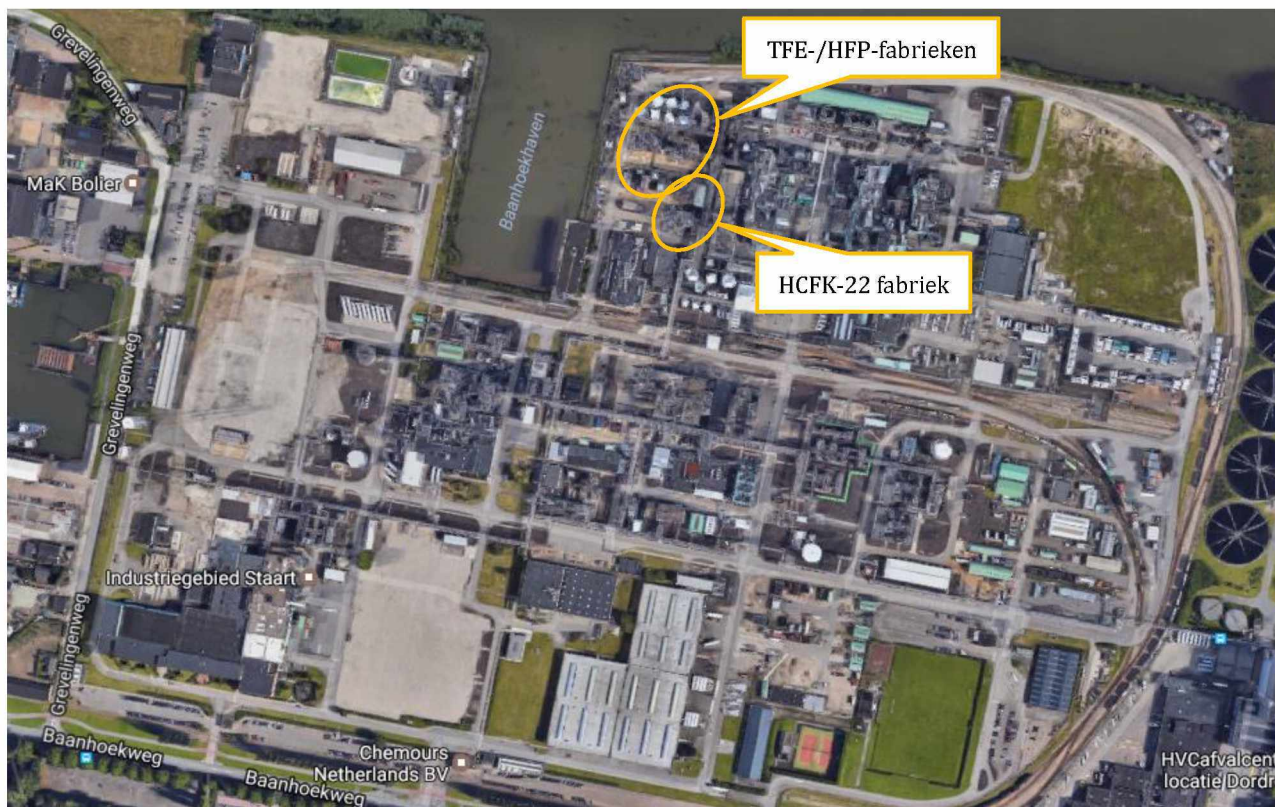 Grevelingenweg
TFE-/HFP-fabrieken
MaK Bolier
Baanhoekhaven
HCFK-22 fabriek
Grevelingenweg
Industriegebied Staart
Grevelingenweg
Baanhoekweg
Chemours
Netherlands BV
Baanhoekweg
HVCafvalcent
locatie Dordr